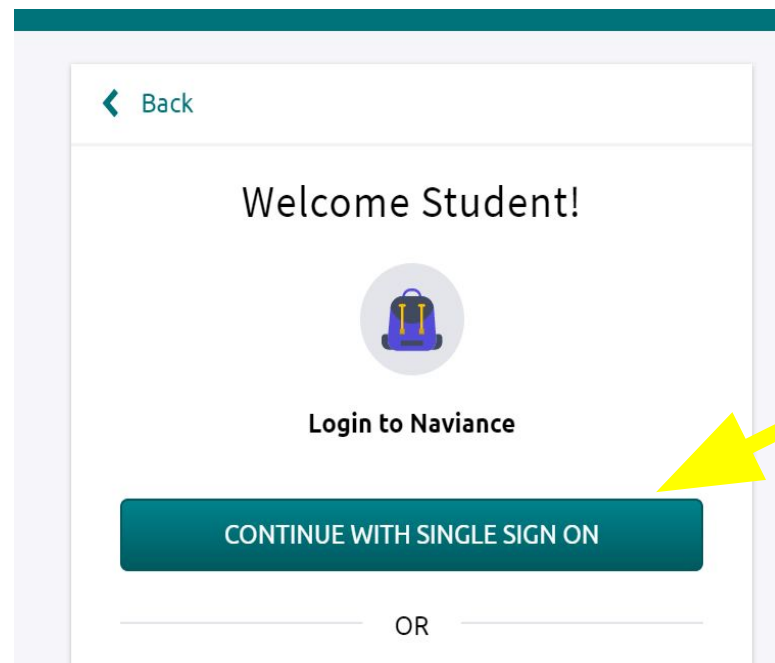 Back
Welcome Student!
Login to Naviance
CONTINUE WITH SINGLE SIGN ON
OR